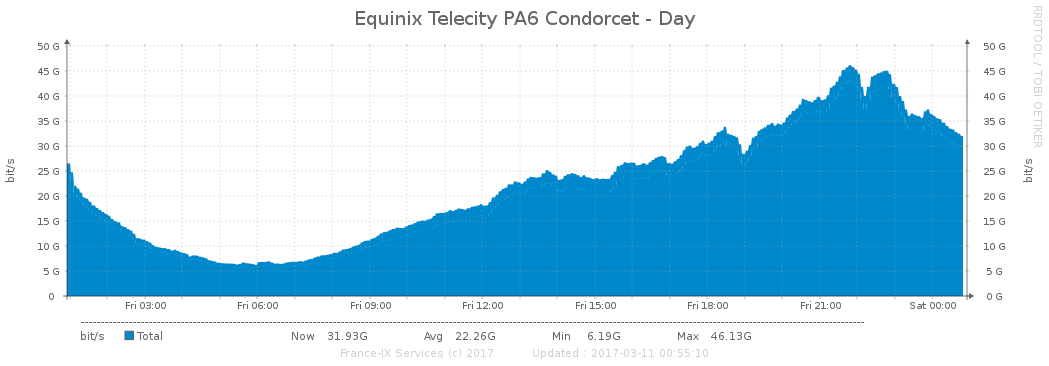 Equinix Telecity PA6 Condorcet - Day
RRDTOOL / TOBI OETIKER
50 G 50 G
45 G 45 G
40 G 40 G
35 G 35 G
30 G 30 G
25 G 25 G
20 G 20 G
15 G 15 G
10 G 10 G
5 G 5 G
0 0 G
bit/s
bit/s
Fri 03:00 Fri 06:00 Fri 09:00 Fri 12:00 Fri 15:00 Fri 18:00 Fri 21:00 Sat 00:00
bit/s Total Now 31.93G Avg 22.26G Min 6.19G Max 46.13G
France-IX Services (c) 2017 Updated : 2017-03-11 00:55:10